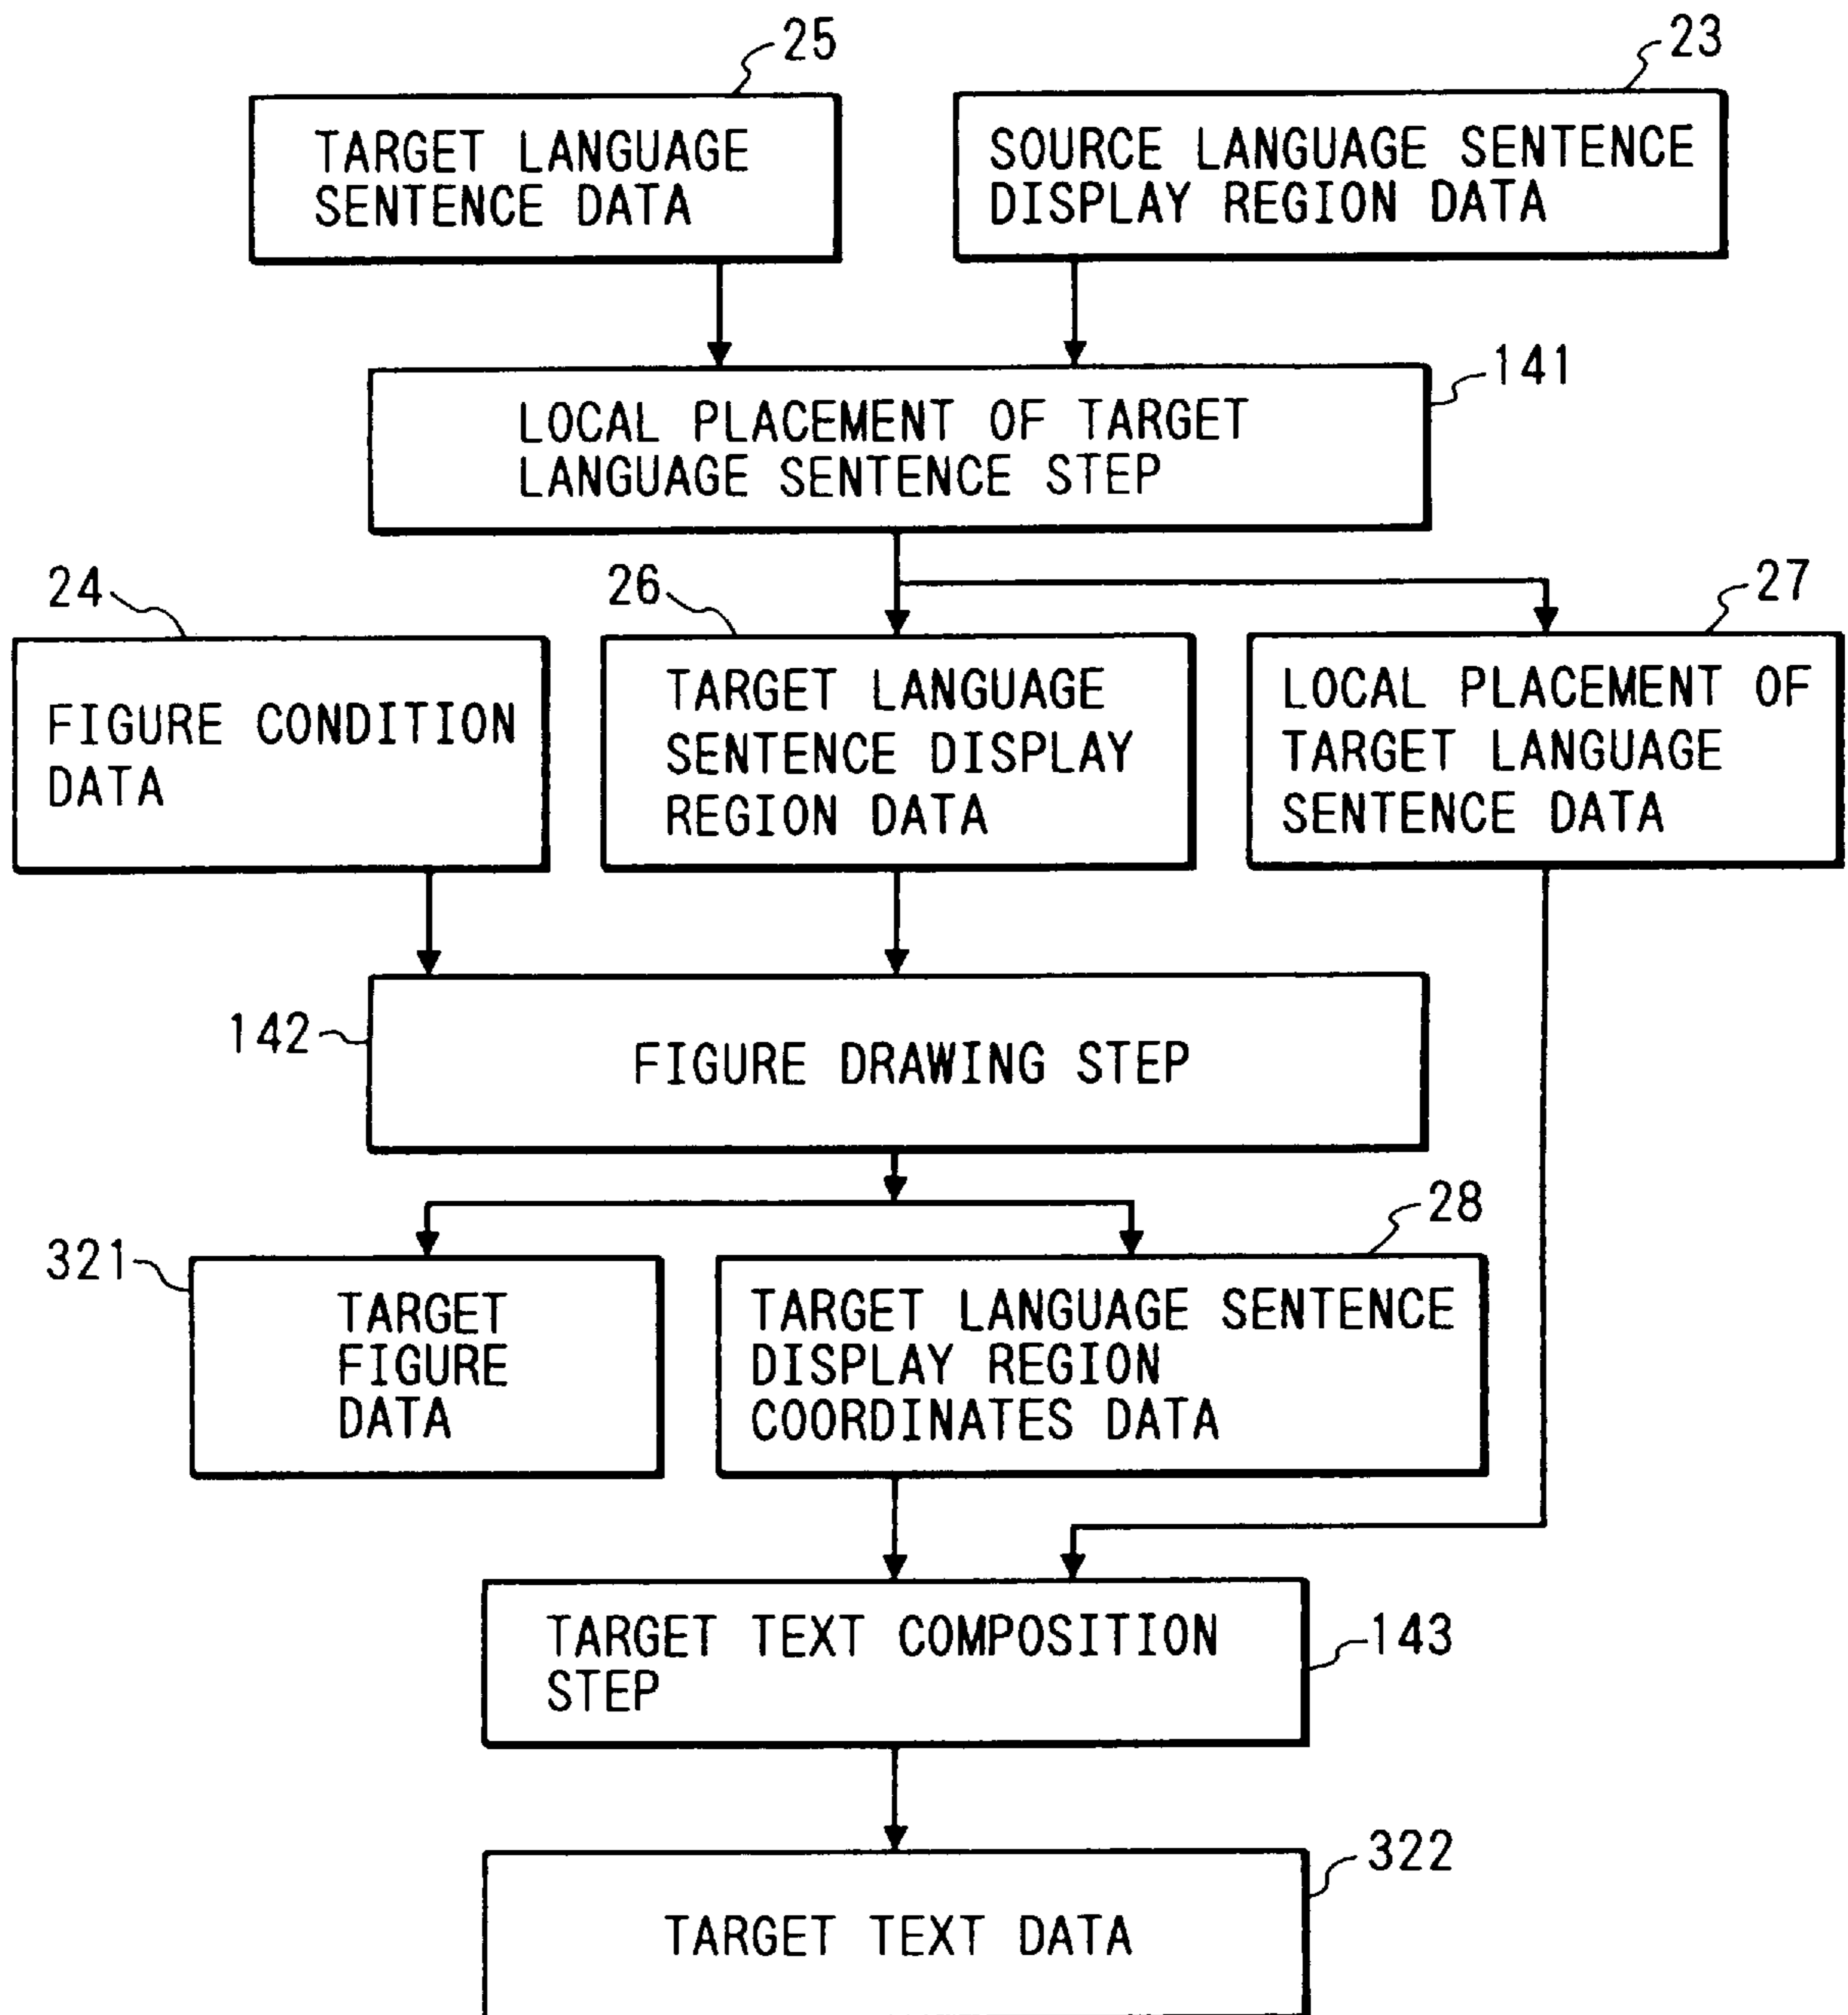 25
23
TARGET LANGUAGE
SENTENCE DATA
SOURCE LANGUAGE SENTENCE
DISPLAY REGION DATA
141
LOCAL PLACEMENT OF TARGET
LANGUAGE SENTENCE STEP
24
26
27
FIGURE CONDITION
DATA
TARGET LANGUAGE
SENTENCE DISPLAY
REGION DATA
LOCAL PLACEMENT OF
TARGET LANGUAGE
SENTENCE DATA
142
FIGURE DRAWING STEP
28
321
TARGET
FIGURE
DATA
TARGET LANGUAGE SENTENCE
DISPLAY REGION
COORDINATES DATA
TARGET TEXT COMPOSITION
STEP
143
322
TARGET TEXT DATA